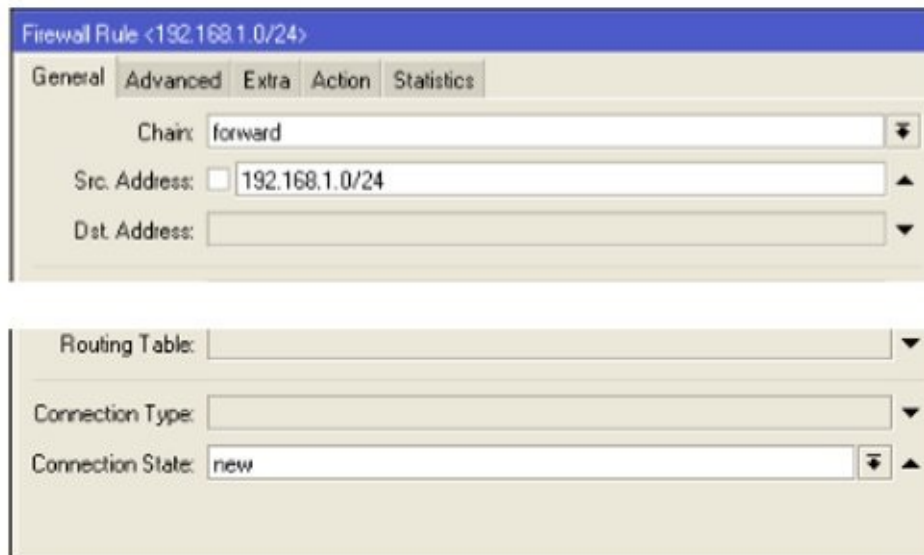 Firewall Rule <192.168.1.0/24>
General Advanced Extra Action Statistics
Chain: forward
Src. Address: 192.168.1.0/24
Dst. Address:
Routing Table:
Connection Type:
Connection State: new